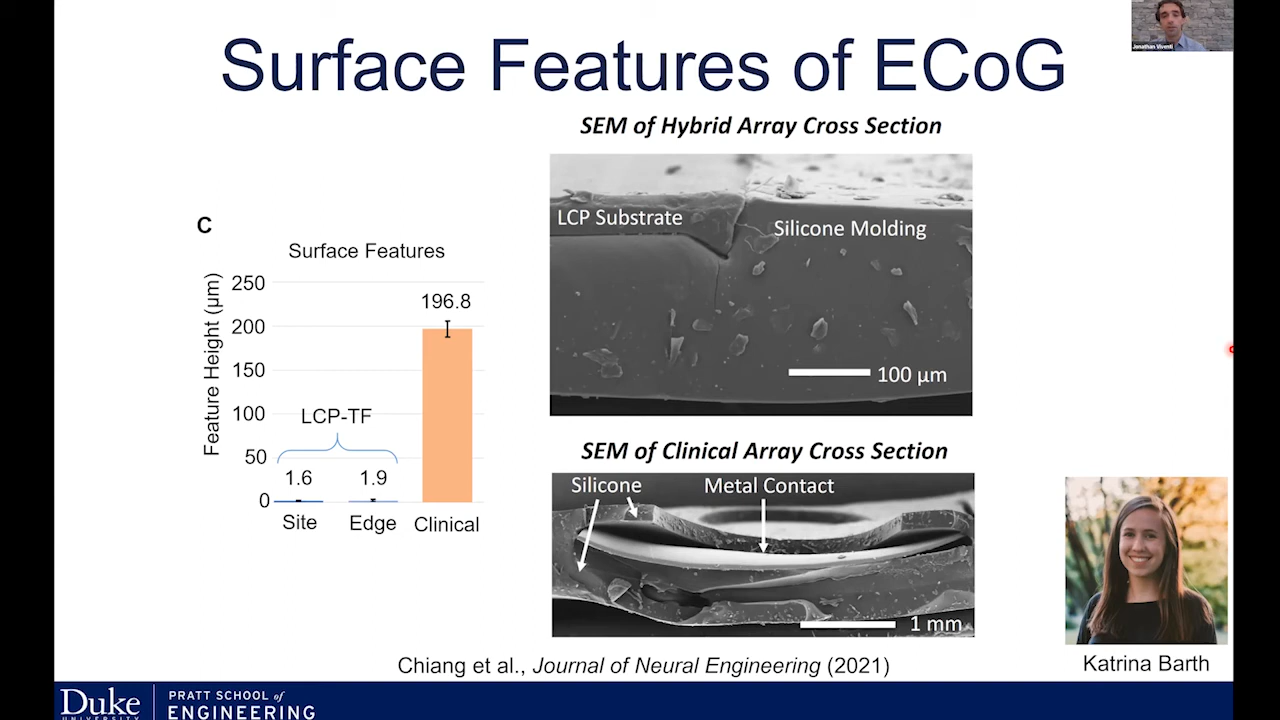 Jonathan Viventi
Surface Features of ECoG
SEM of Hybrid Array Cross Section
LCP Substrate
Silicone Molding
100 µm
C
Surface Features
Feature Height (µm)
250
200
150
100
50
0
196.8
LCP-TF
1.6
1.9
Site
Edge
Clinical
SEM of Clinical Array Cross Section
Silicone
Metal Contact
1 mm
Katrina Barth
Chiang et al., Journal of Neural Engineering (2021)
Duke
UNIVERSITY
PRATT SCHOOL of
ENGINEERING